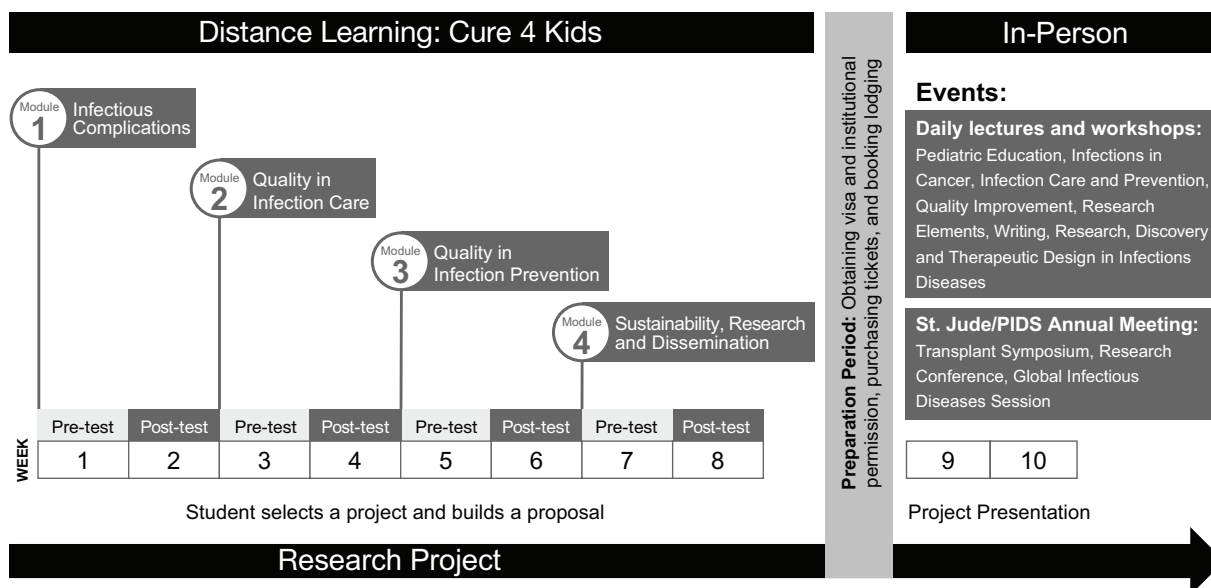 Distance Learning: Cure 4 Kids
Module
1
Infectious
Complications
Module
2
Quality in
Infection Care
Module
3
Quality in
Infection Prevention
Module
4
Sustainability, Research
and Dissemination
Pre-test Post-test Pre-test Post-test Pre-test Post-test Pre-test Post-test
WEEK
1 2 3 4 5 6 7 8
Student selects a project and builds a proposal
Research Project
Preparation Period: Obtaining visa and institutional
permission, purchasing tickets, and booking lodging
In-Person
Events:
Daily lectures and workshops:
Pediatric Education, Infections in
Cancer, Infection Care and Prevention,
Quality Improvement, Research
Elements, Writing, Research, Discovery
and Therapeutic Design in Infections
Diseases
St. Jude/PIDS Annual Meeting:
Transplant Symposium, Research
Conference, Global Infectious
Diseases Session
9 10
Project Presentation